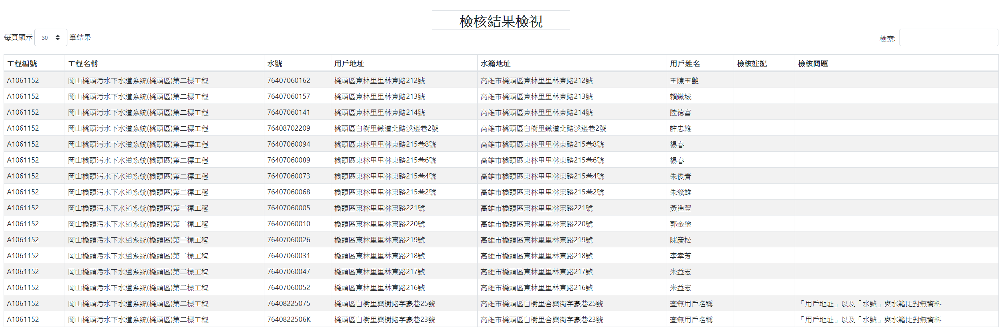 檢核結果檢視
每頁顯示 30 筆結果
檢索:
工程編號 工程名稱 水號 用戶地址 水籍地址 用戶姓名 檢核註記 檢核問題
A1061152 岡山橋頭污水下水道系統(橋頭區)第二標工程 76407060162 橋頭區東林里里林東路212號 高雄市橋頭區東林里里林東路212號 王陳玉艷
A1061152 岡山橋頭污水下水道系統(橋頭區)第二標工程 76407060157 橋頭區東林里里林東路213號 高雄市橋頭區東林里里林東路213號 賴鐵城
A1061152 岡山橋頭污水下水道系統(橋頭區)第二標工程 76407060141 橋頭區東林里里林東路214號 高雄市橋頭區東林里里林東路214號 陸德富
A1061152 岡山橋頭污水下水道系統(橋頭區)第二標工程 76408702209 橋頭區白樹里鐵道北路溪邊巷2號 高雄市橋頭區白樹里鐵道北路溪邊巷2號 許忠雄
A1061152 岡山橋頭污水下水道系統(橋頭區)第二標工程 76407060094 橋頭區東林里里林東路215巷8號 高雄市橋頭區東林里里林東路215巷8號 楊春
A1061152 岡山橋頭污水下水道系統(橋頭區)第二標工程 76407060089 橋頭區東林里里林東路215巷6號 高雄市橋頭區東林里里林東路215巷6號 楊春
A1061152 岡山橋頭污水下水道系統(橋頭區)第二標工程 76407060073 橋頭區東林里里林東路215巷4號 高雄市橋頭區東林里里林東路215巷4號 朱俊青
A1061152 岡山橋頭污水下水道系統(橋頭區)第二標工程 76407060068 橋頭區東林里里林東路215巷2號 高雄市橋頭區東林里里林東路215巷2號 朱義雄
A1061152 岡山橋頭污水下水道系統(橋頭區)第二標工程 76407060005 橋頭區東林里里林東路221號 高雄市橋頭區東林里里林東路221號 黃進豐
A1061152 岡山橋頭污水下水道系統(橋頭區)第二標工程 76407060010 橋頭區東林里里林東路220號 高雄市橋頭區東林里里林東路220號 郭金塗
A1061152 岡山橋頭污水下水道系統(橋頭區)第二標工程 76407060026 橋頭區東林里里林東路219號 高雄市橋頭區東林里里林東路219號 陳慶松
A1061152 岡山橋頭污水下水道系統(橋頭區)第二標工程 76407060031 橋頭區東林里里林東路218號 高雄市橋頭區東林里里林東路218號 李幸芳
A1061152 岡山橋頭污水下水道系統(橋頭區)第二標工程 76407060047 橋頭區東林里里林東路217號 高雄市橋頭區東林里里林東路217號 朱益宏
A1061152 岡山橋頭污水下水道系統(橋頭區)第二標工程 76407060052 橋頭區東林里里林東路216號 高雄市橋頭區東林里里林東路216號 朱益宏
A1061152 岡山橋頭污水下水道系統(橋頭區)第二標工程 76408225075 橋頭區白樹里興樹路字豪巷25號 高雄市橋頭區白樹里合興街字豪巷25號 查無用戶名稱 「用戶地址」以及「水號」與水籍比對無資料
A1061152 岡山橋頭污水下水道系統(橋頭區)第二標工程 7640822506K 橋頭區白樹里興樹路字豪巷23號 高雄市橋頭區白樹里合興街字豪巷23號 查無用戶名稱 「用戶地址」以及「水號」與水籍比對無資料